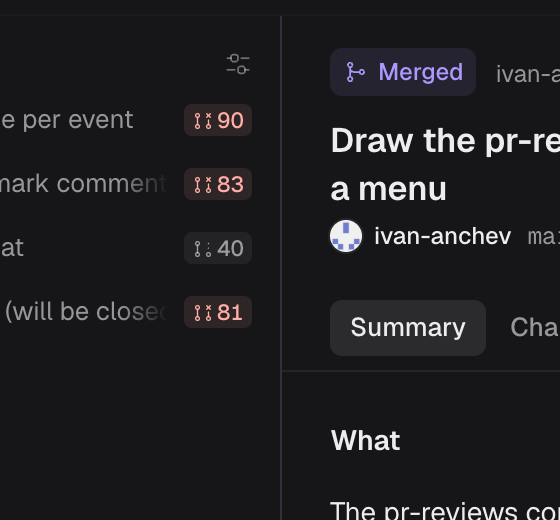 e per event 90
mark comment 83
at 40
(will be closed 81
Merged ivan-a
Draw the pr-re
a menu
ivan-anchev mai
Summary Cha
What
The pr-reviews co